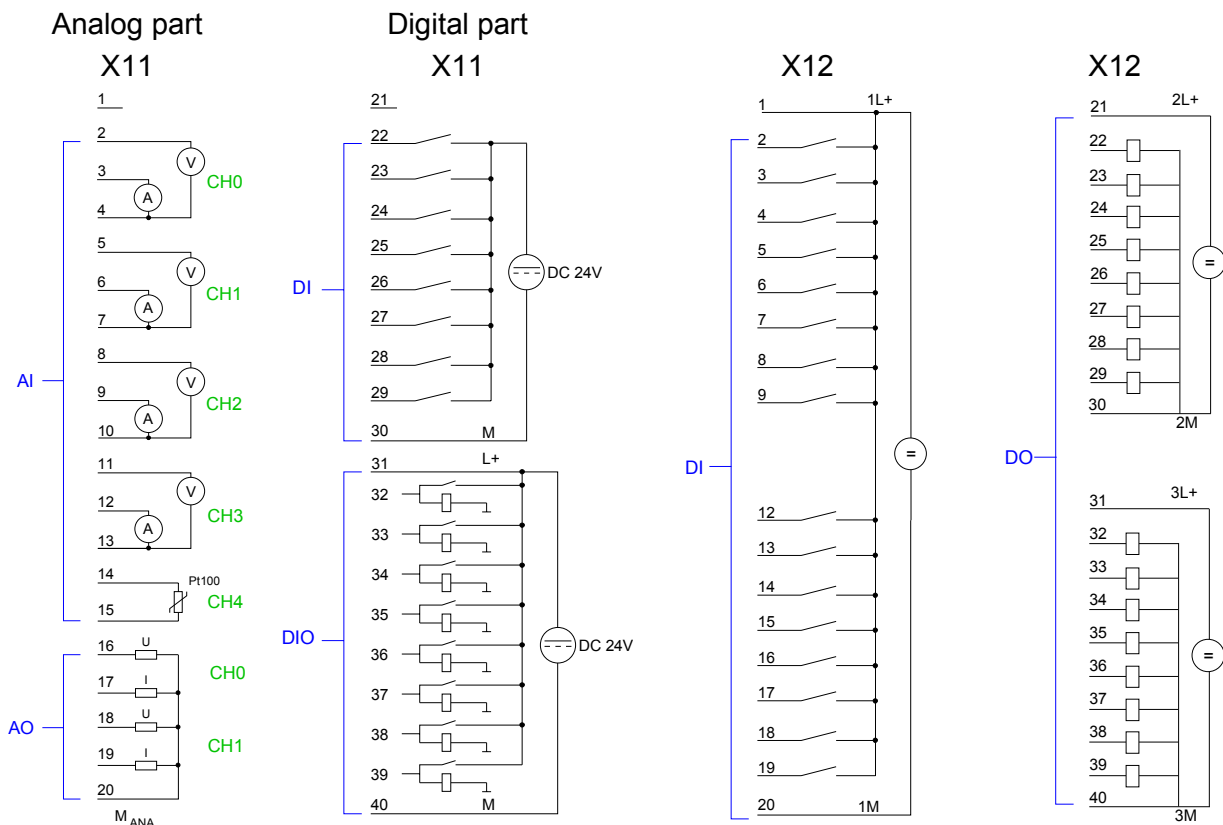 Analog part
X11
1
2
V
CH0
3
A
4
5
V
CH1
6
A
7
8
V
CH2
9
A
10
11
V
CH3
12
A
13
14
Pt100
CH4
15
AI
16
U
CH0
17
I
18
U
CH1
19
I
20
M ANA
AO
Digital part
X11
21
22
23
24
25
DC 24V
26
27
28
29
30
M
DI
31
L+
32
33
34
35
36
DC 24V
37
38
39
40
M
DIO
X12
1
1L+
2
3
4
5
6
7
8
9
=
12
13
14
15
16
17
18
19
20
1M
DI
X12
21
2L+
22
23
24
25
=
26
27
28
29
30
2M
DO
31
3L+
32
33
34
35
=
36
37
38
39
40
3M